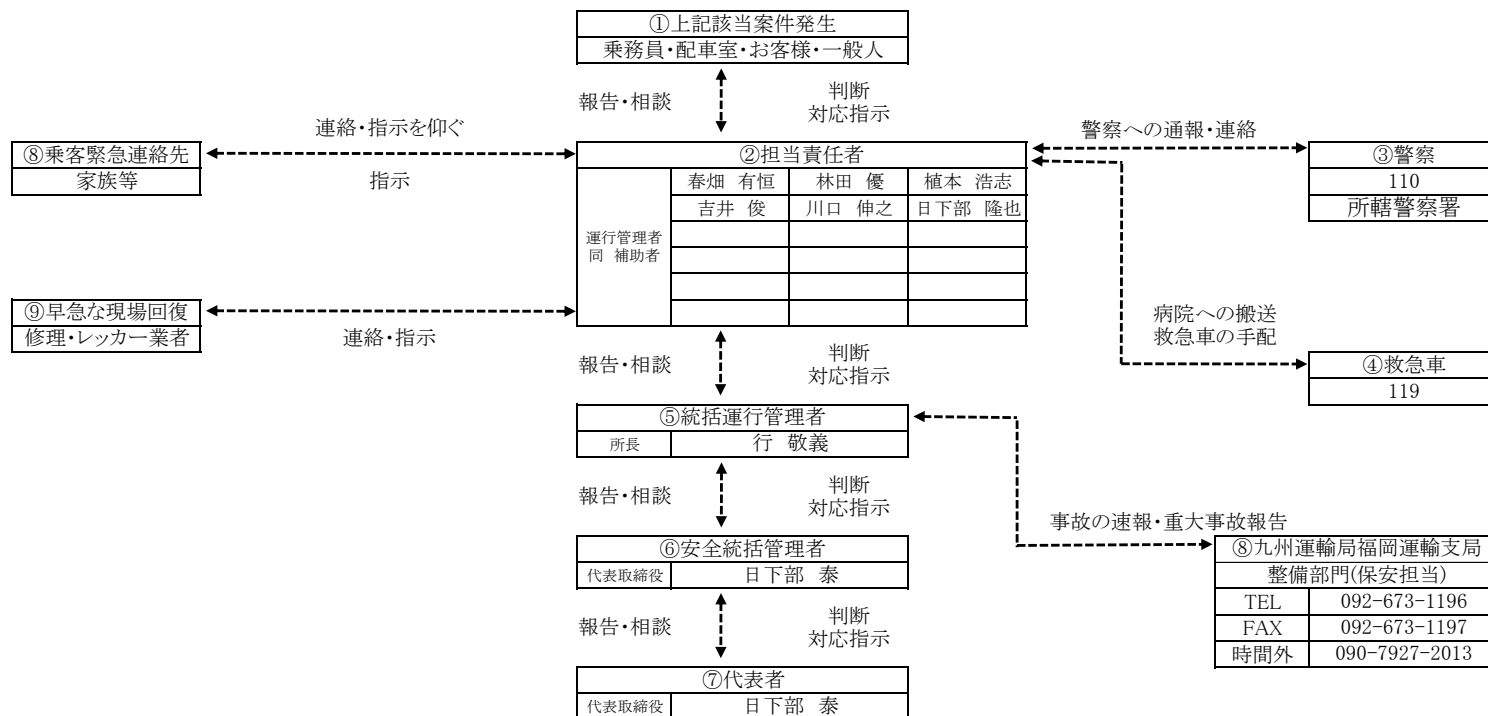 ①上記該当案件発生
乗務員・配車室・お客様・一般人
報告・相談
判断
対応指示
連絡・指示を仰ぐ
警察への通報・連絡
⑧乗客緊急連絡先
家族等
指示
②担当責任者
運行管理者
同 補助者
春畑 有恒 林田 優 植本 浩志
吉井 俊 川口 伸之 日下部 隆也
③警察
110
所轄警察署
⑨早急な現場回復
修理・レッカー業者
連絡・指示
病院への搬送
救急車の手配
④救急車
119
報告・相談
判断
対応指示
⑤統括運行管理者
所長 行 敬義
報告・相談
判断
対応指示
事故の速報・重大事故報告
⑥安全統括管理者
代表取締役 日下部 泰
⑧九州運輸局福岡運輸支局
整備部門(保安担当)
TEL 092-673-1196
FAX 092-673-1197
時間外 090-7927-2013
報告・相談
判断
対応指示
⑦代表者
代表取締役 日下部 泰